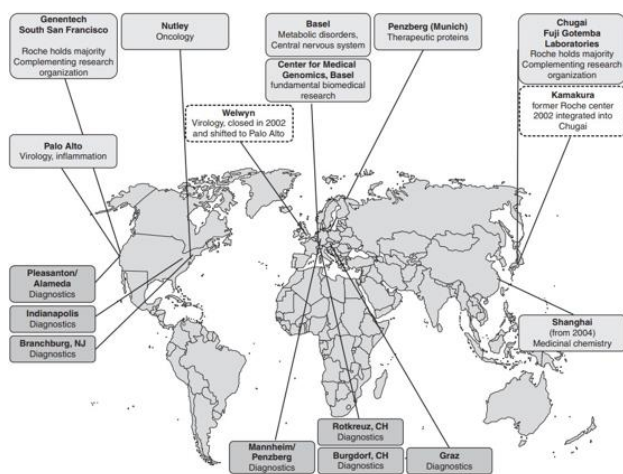 Genentech
South San Francisco
Roche holds majority
Complementing research
organization
Nutley
Oncology
Basel
Metabolic disorders,
Central nervous system
Center for Medical
Genomics, Basel
fundamental biomedical
research
Penzberg (Munich)
Therapeutic proteins
Chugai
Fuji Gotemba
Laboratories
Roche holds majority
Complementing research
organization
Welwyn
Virology, closed in 2002
and shifted to Palo Alto
Kamakura
former Roche center
2002 integrated into
Chugai
Palo Alto
Virology, inflammation
Pleasanton/
Alameda
Diagnostics
Indianapolis
Diagnostics
Branchburg, NJ
Diagnostics
Shanghai
(from 2004)
Medicinal chemistry
Mannheim/
Penzberg
Diagnostics
Rotkreuz, CH
Diagnostics
Burgdorf, CH
Diagnostics
Graz
Diagnostics